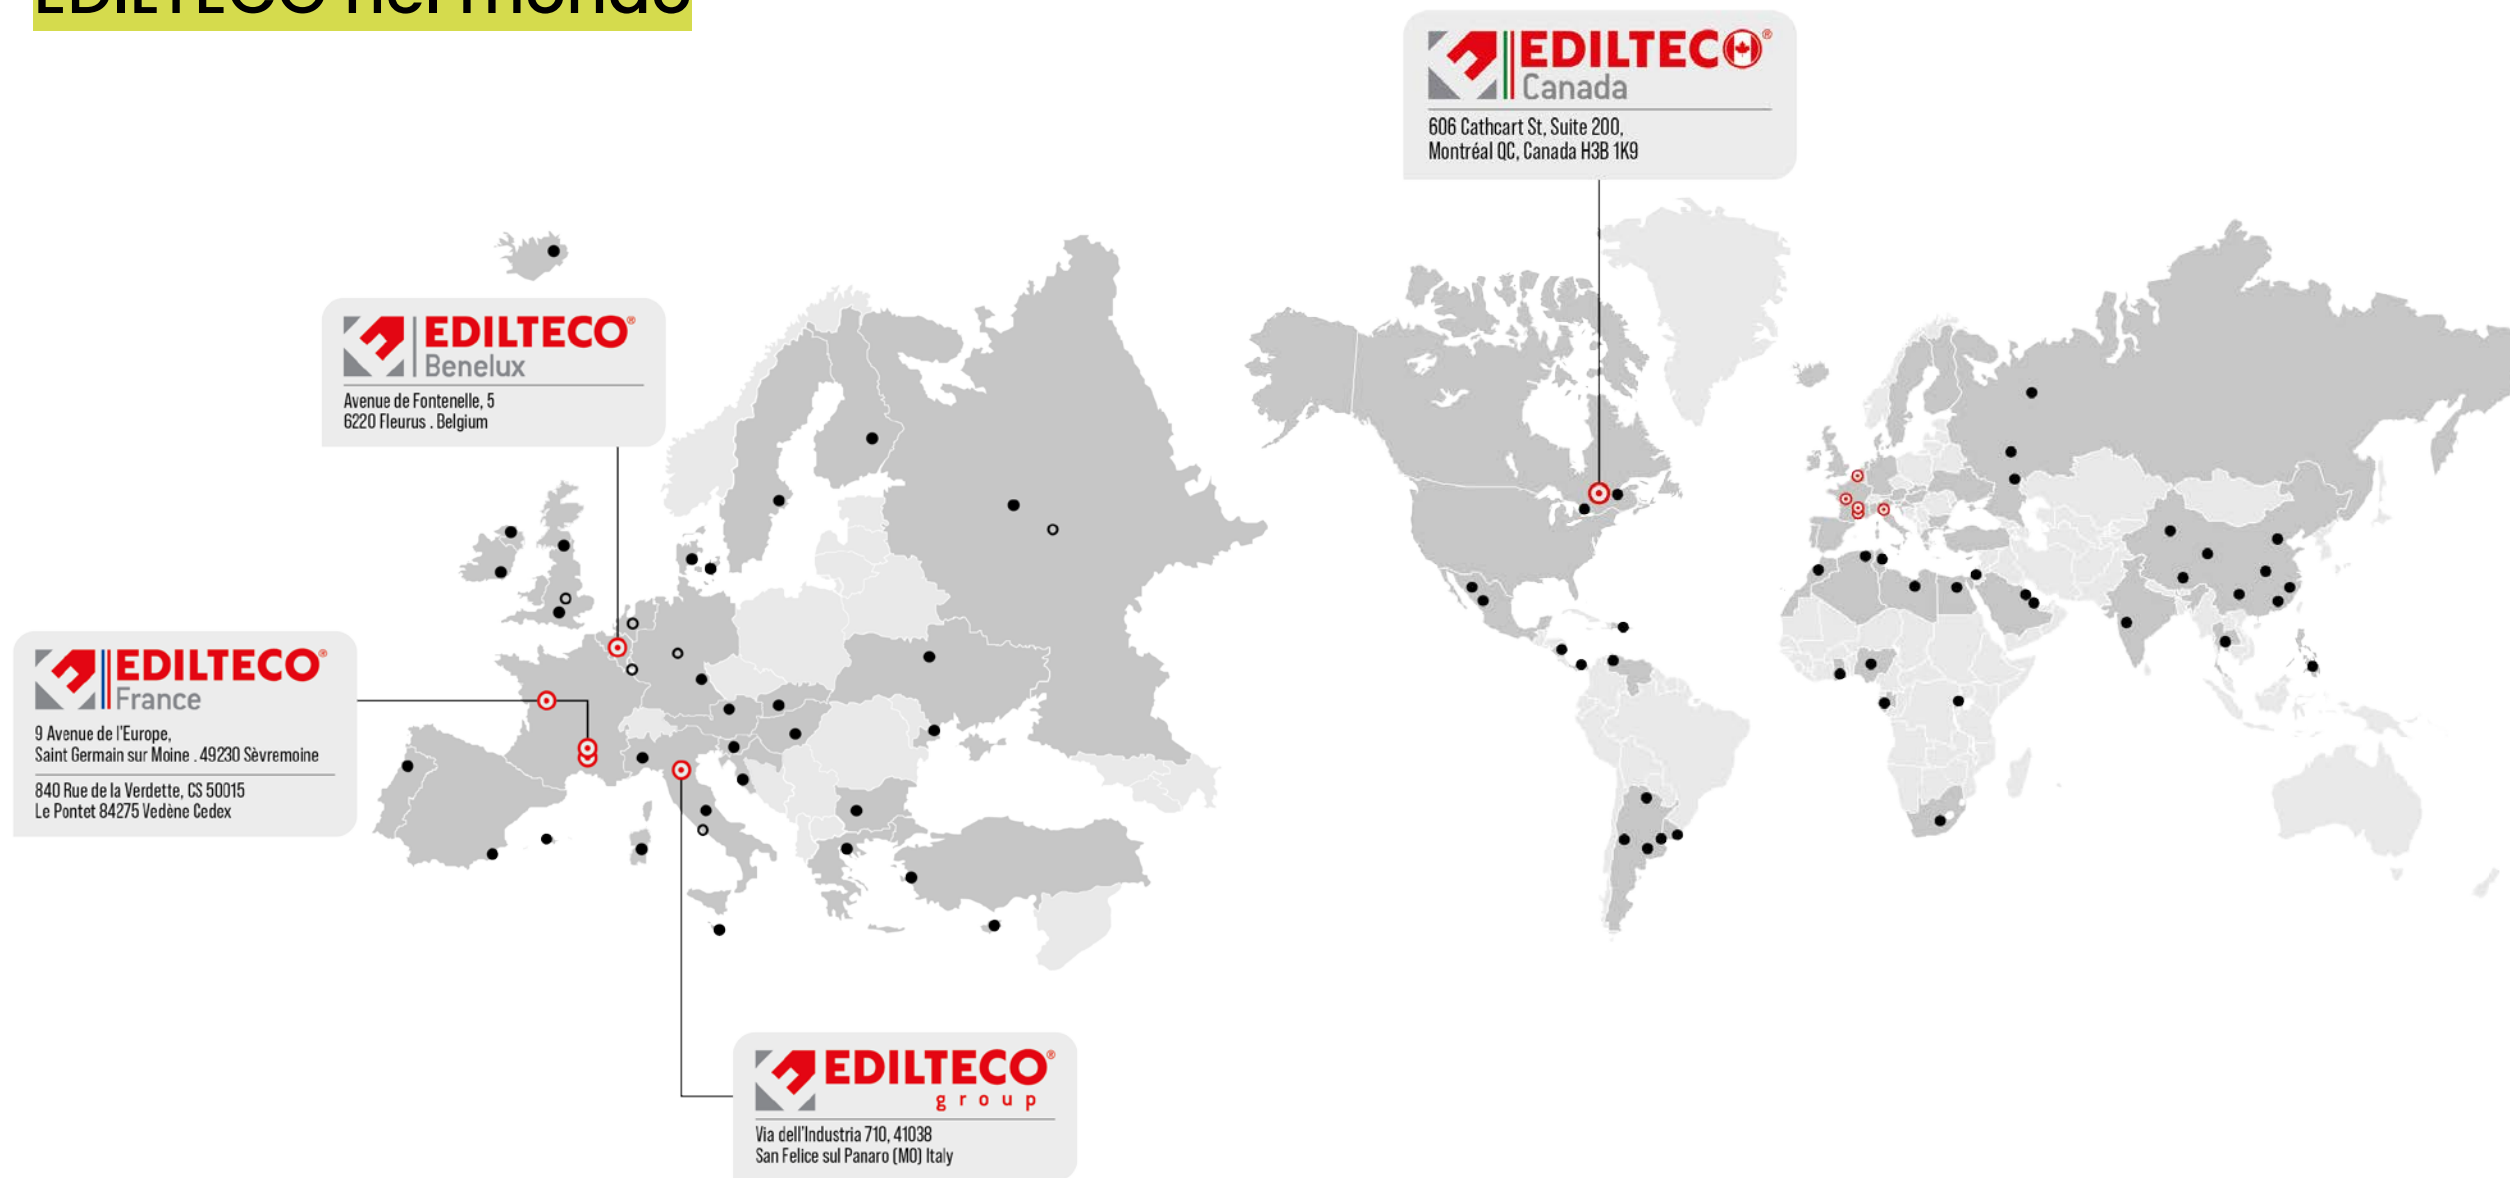 EDILTECO nel mondo
EDILTECO®
Canada
606 Cathcart St, Suite 200,
Montréal QC, Canada H3B 1K9
EDILTECO®
Benelux
Avenue de Fontenelle, 5
6220 Fleurus . Belgium
EDILTECO®
France
9 Avenue de l'Europe,
Saint Germain sur Moine . 49230 Sèvremoine
840 Rue de la Verdette, CS 50015
Le Pontet 84275 Vedène Cedex
EDILTECO®
group
Via dell'Industria 710, 41038
San Felice sul Panaro (MO) Italy